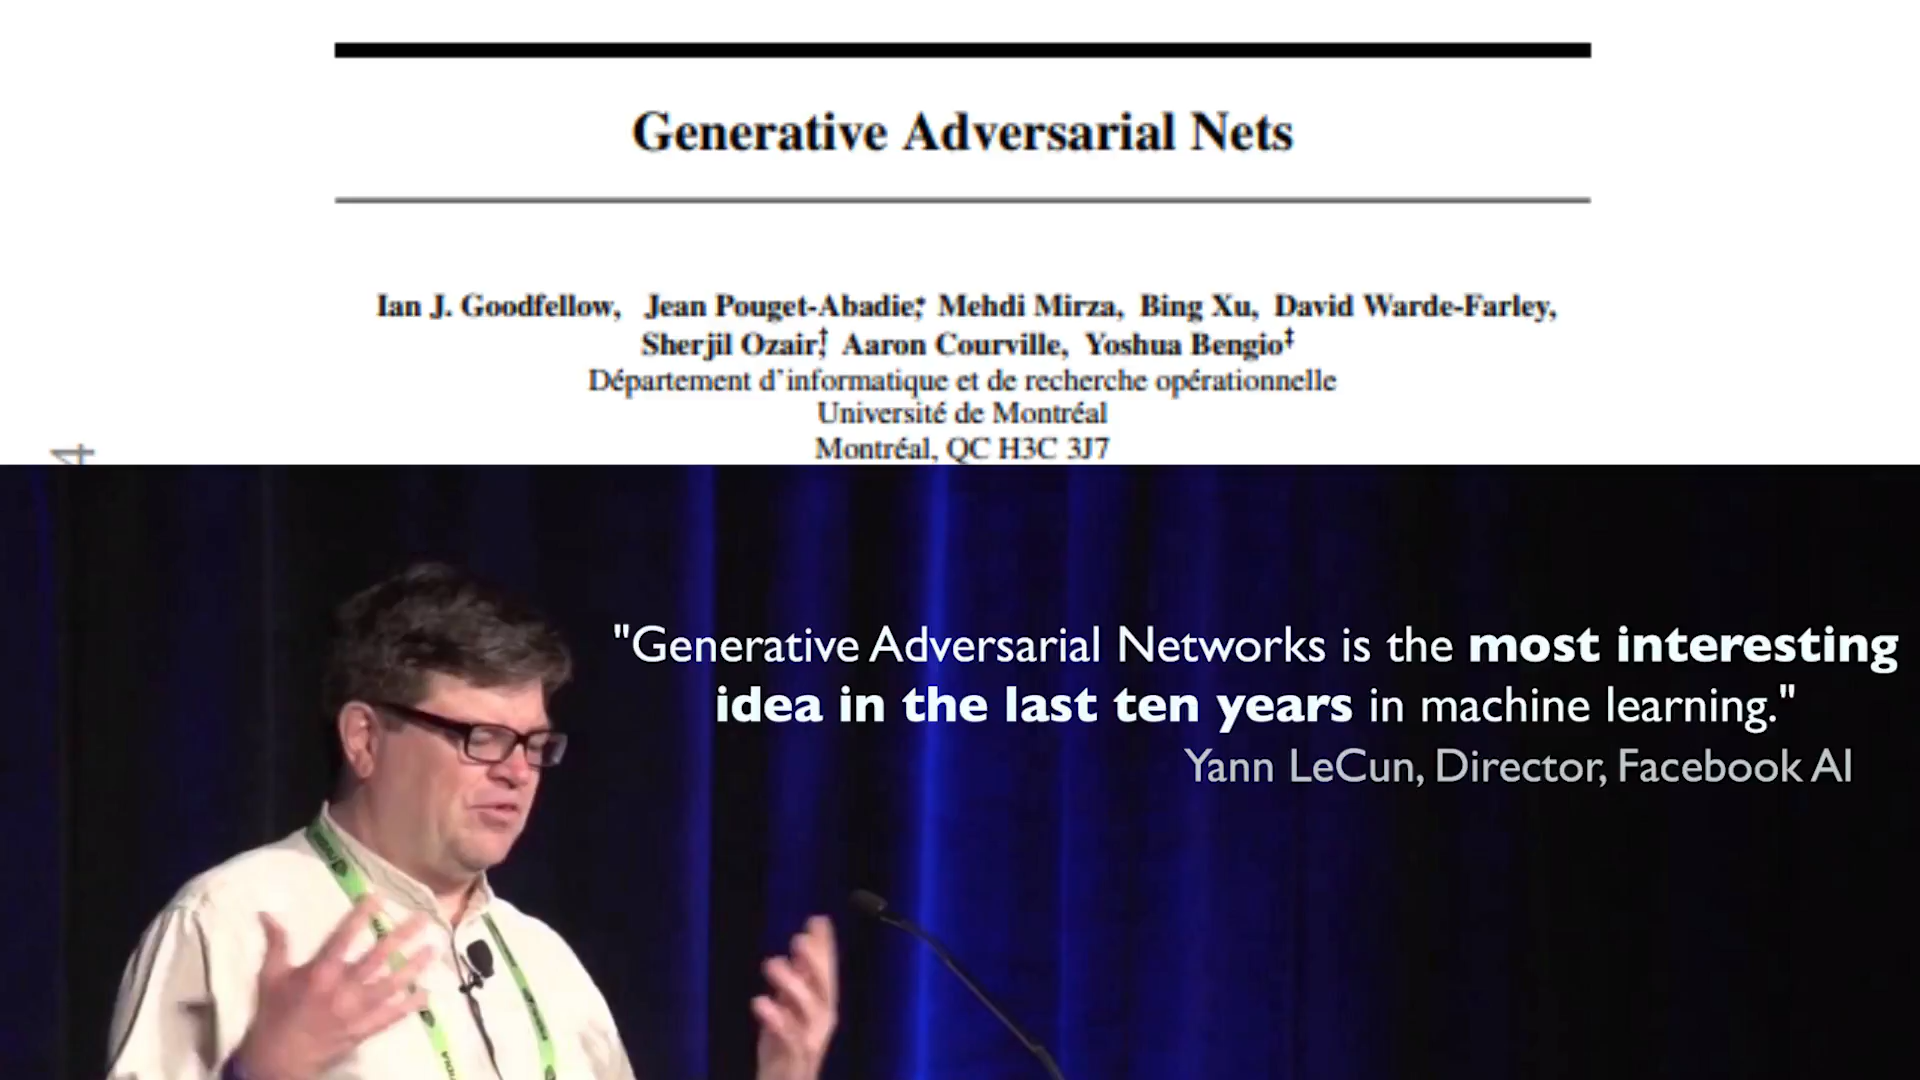 Generative Adversarial Nets
Ian J. Goodfellow, Jean Pouget-Abadie,* Mehdi Mirza, Bing Xu, David Warde-Farley,
Sherjil Ozair,† Aaron Courville, Yoshua Bengio‡
Département d'informatique et de recherche opérationnelle
Université de Montréal
Montréal, QC H3C 3J7
4
"Generative Adversarial Networks is the most interesting
idea in the last ten years in machine learning."
Yann LeCun, Director, Facebook AI